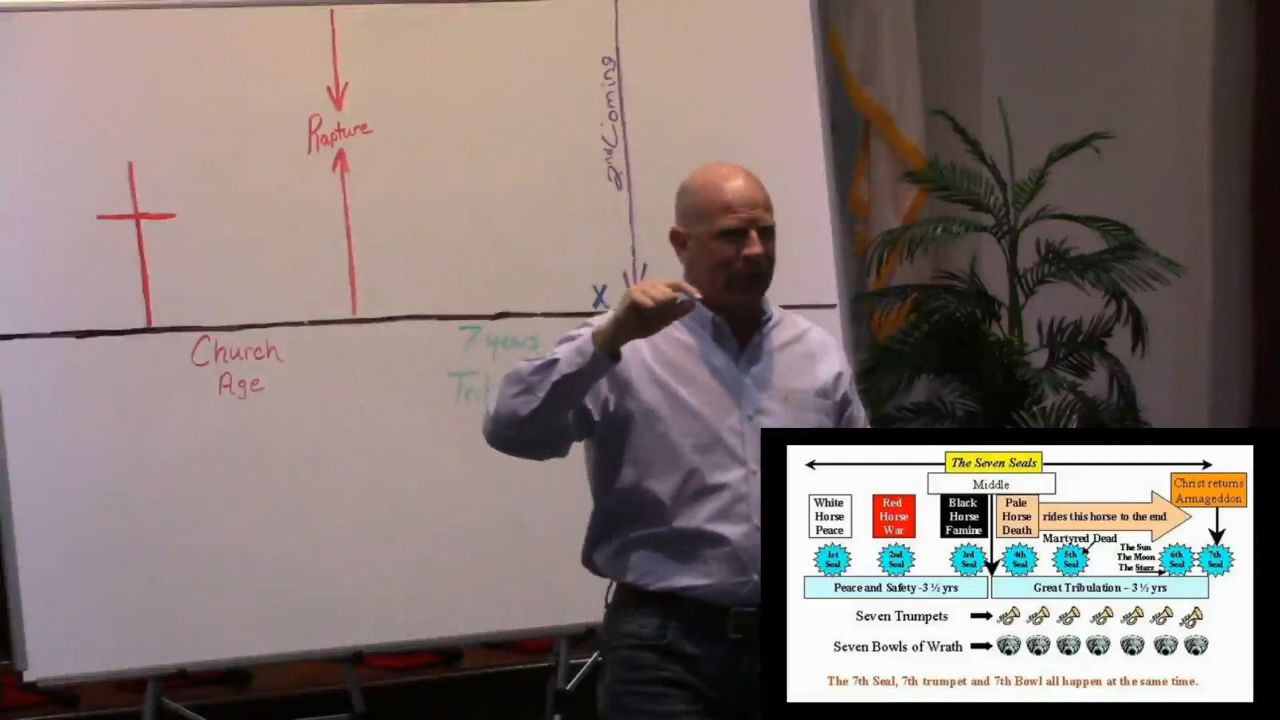 Rapture
2nd Coming
X
Church
Age
7 years
The Seven Seals
Middle
Christ returns
Armageddon
White
Horse
Peace
Red
Horse
War
Black
Horse
Famine
Pale
Horse
Death
rides this horse to the end
Martyred Dead
The Sun
The Moon
The Stars
1st
Seal
2nd
Seal
3rd
Seal
4th
Seal
5th
Seal
6th
Seal
7th
Seal
Peace and Safety -3 ½ yrs
Great Tribulation – 3 ½ yrs
Seven Trumpets
Seven Bowls of Wrath
The 7th Seal, 7th trumpet and 7th Bowl all happen at the same time.